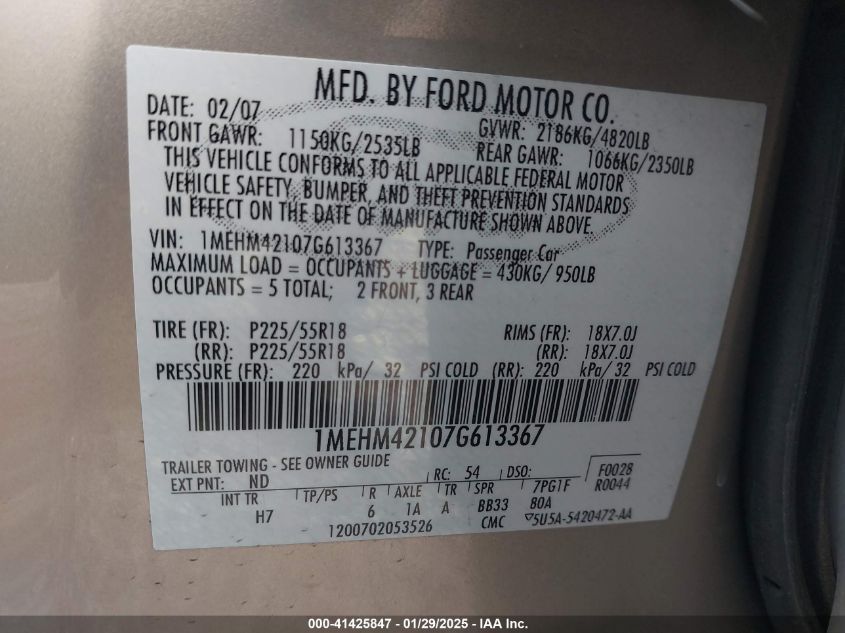 MFD. BY FORD MOTOR CO.
DATE: 02/07 GVWR: 2186KG/4820LB
FRONT GAWR: 1150KG/2535LB REAR GAWR: 1066KG/2350LB
THIS VEHICLE CONFORMS TO ALL APPLICABLE FEDERAL MOTOR
VEHICLE SAFETY, BUMPER, AND THEFT PREVENTION STANDARDS
IN EFFECT ON THE DATE OF MANUFACTURE SHOWN ABOVE.
VIN: 1MEHM42107G613367 TYPE: Passenger Car
MAXIMUM LOAD = OCCUPANTS + LUGGAGE = 430KG/ 950LB
OCCUPANTS = 5 TOTAL; 2 FRONT, 3 REAR
TIRE (FR): P225/55R18 RIMS (FR): 18X7.0J
(RR): P225/55R18 (RR): 18X7.0J
PRESSURE (FR): 220 kPa/ 32 PSI COLD (RR): 220 kPa/ 32 PSI COLD
1MEHM42107G613367
TRAILER TOWING - SEE OWNER GUIDE
EXT PNT: ND RC: 54 DSO: F0028
INT TR TP/PS R AXLE TR SPR 7PG1F R0044
H7 6 1A A BB33 80A
1200702053526 CMC 5U5A-5420472-AA
000-41425847 - 01/29/2025 - IAA Inc.